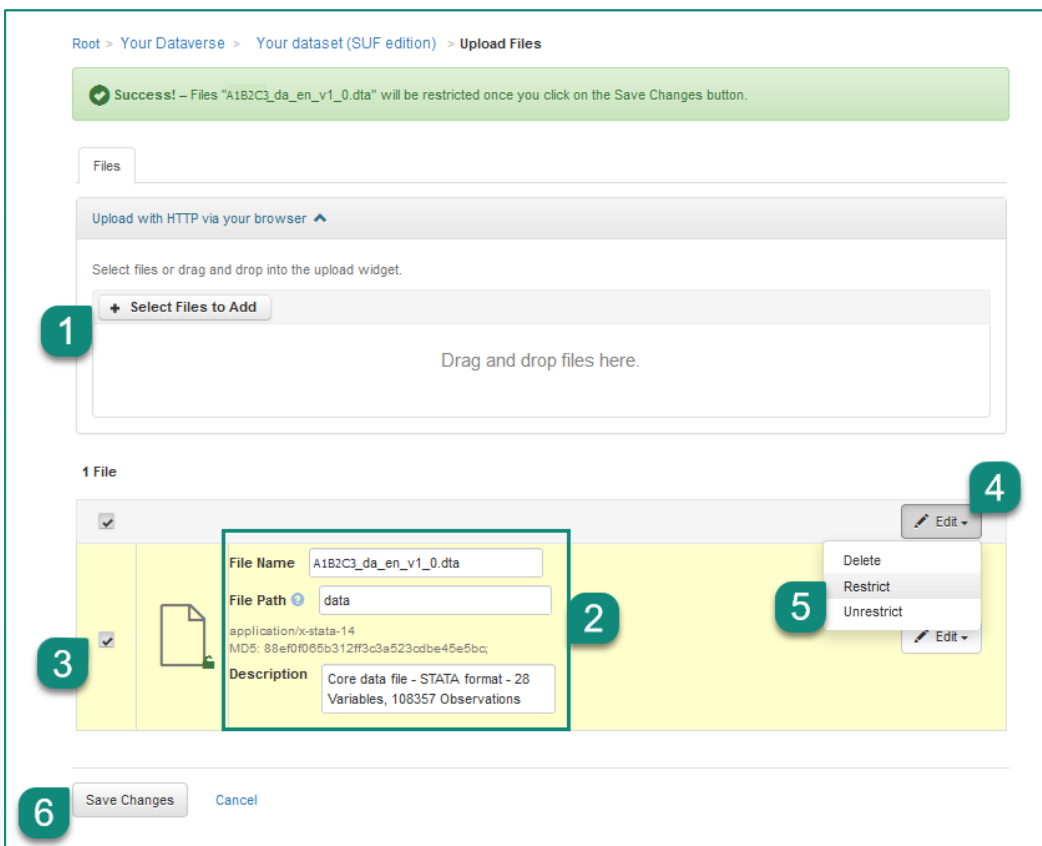 Root > Your Dataverse > Your dataset (SUF edition) > Upload Files
Success! – Files "A1B2C3_da_en_v1_0.dta" will be restricted once you click on the Save Changes button.
Files
Upload with HTTP via your browser
Select files or drag and drop into the upload widget.
+ Select Files to Add
1
Drag and drop files here.
1 File
4
Edit
File Name A1B2C3_da_en_v1_0.dta
Delete
File Path ? data
Restrict
5
2
Unrestrict
application/x-stata-14
MD5: 88ef0f065b312ff3c3a523cdbe45e5bc;
Edit
3
Description Core data file - STATA format - 28
Variables, 108357 Observations
6
Save Changes Cancel